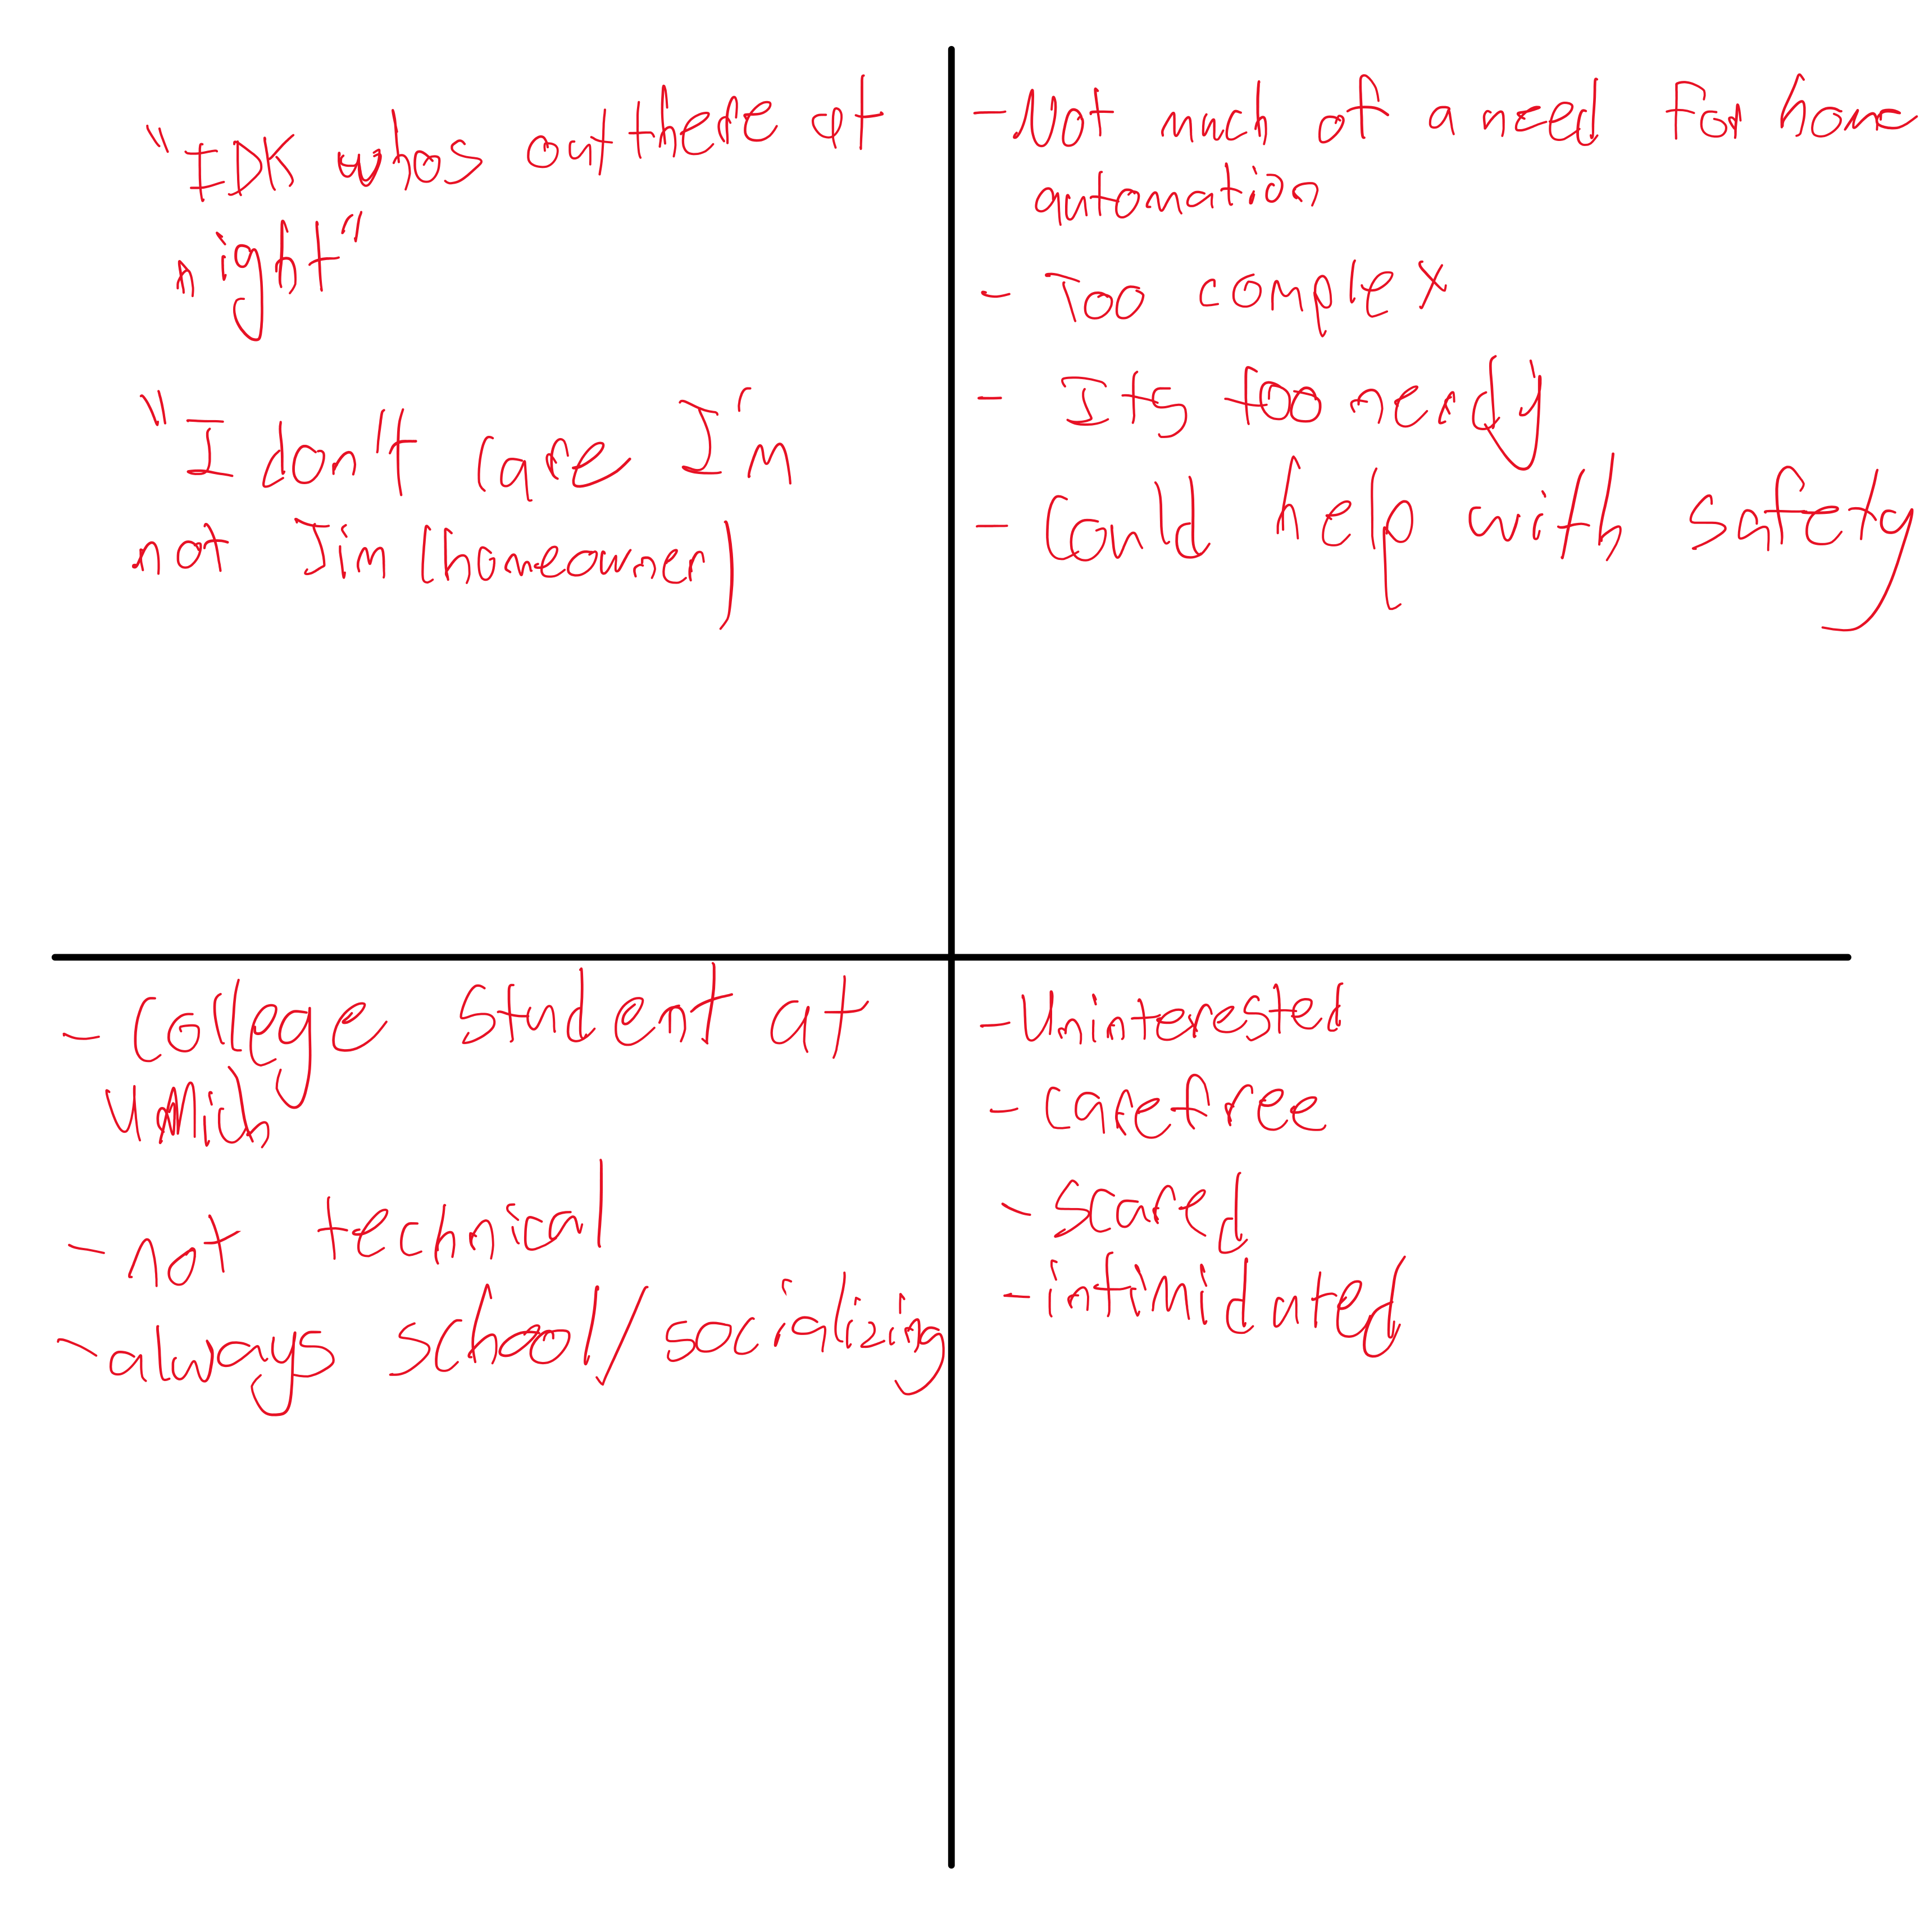 "IDK whos out there at
night"
"I dont care I'm
not Jim (homeowner)
- Not much of a need for home
automation
- Too complex
- Its too nerdy
- Could help with safety
- College student at
UMich
- not technical
- always school/socializing
- Uninterested
- carefree
- Scared
- intimidated